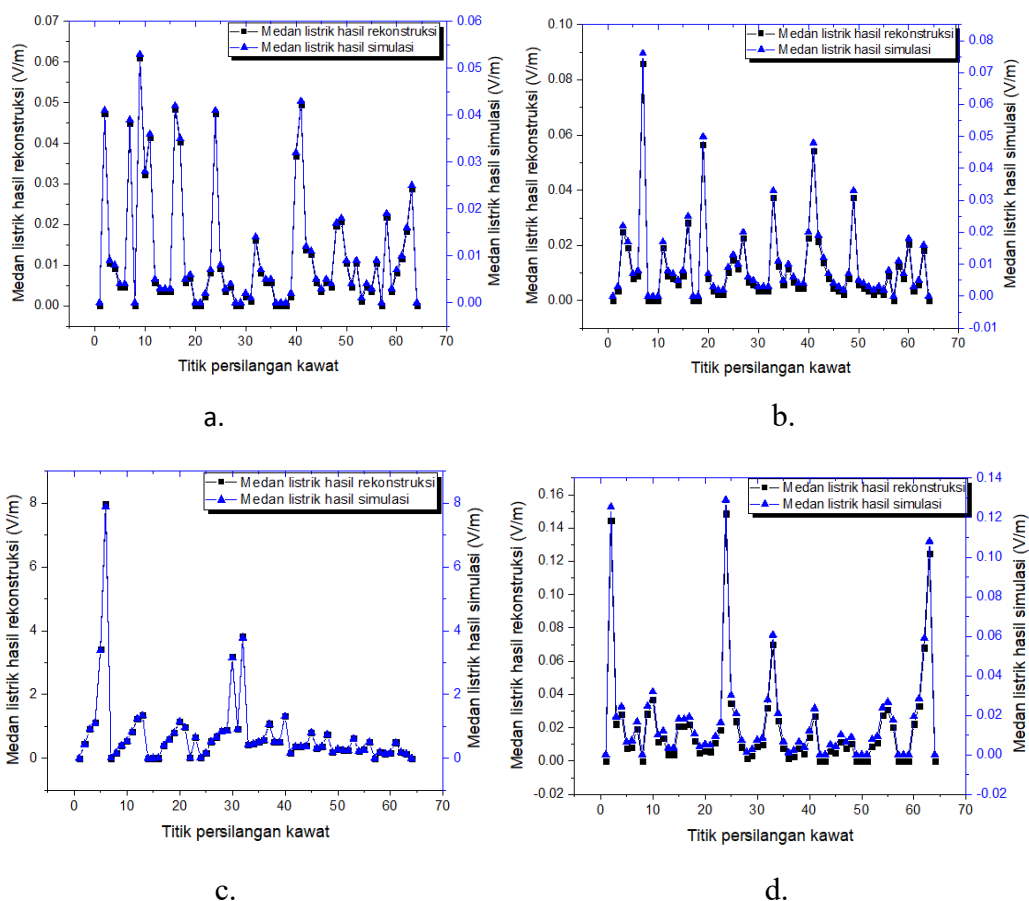 Medan listrik hasil rekonstruksi
Medan listrik hasil simulasi
Medan listrik hasil rekonstruksi (V/m)
0.07
0.06
0.05
0.04
0.03
0.02
0.01
0.00
0.06
0.05
0.04
0.03
0.02
0.01
0.00
Medan listrik hasil simulasi (V/m)
0 10 20 30 40 50 60 70
Titik persilangan kawat
a.
Medan listrik hasil rekonstruksi
Medan listrik hasil simulasi
Medan listrik hasil rekonstruksi (V/m)
0.10
0.08
0.06
0.04
0.02
0.00
0.08
0.07
0.06
0.05
0.04
0.03
0.02
0.01
0.00
-0.01
Medan listrik hasil simulasi (V/m)
0 10 20 30 40 50 60 70
Titik persilangan kawat
b.
Medan listrik hasil rekonstruksi
Medan listrik hasil simulasi
Medan listrik hasil rekonstruksi (V/m)
8
6
4
2
0
8
6
4
2
0
Medan listrik hasil simulasi (V/m)
0 10 20 30 40 50 60 70
Titik persilangan kawat
c.
Medan listrik hasil rekonstruksi
Medan listrik hasil simulasi
Medan listrik hasil rekonstruksi (V/m)
0.16
0.14
0.12
0.10
0.08
0.06
0.04
0.02
0.00
-0.02
0.14
0.12
0.10
0.08
0.06
0.04
0.02
0.00
-0.02
Medan listrik hasil simulasi (V/m)
0 10 20 30 40 50 60 70
Titik persilangan kawat
d.